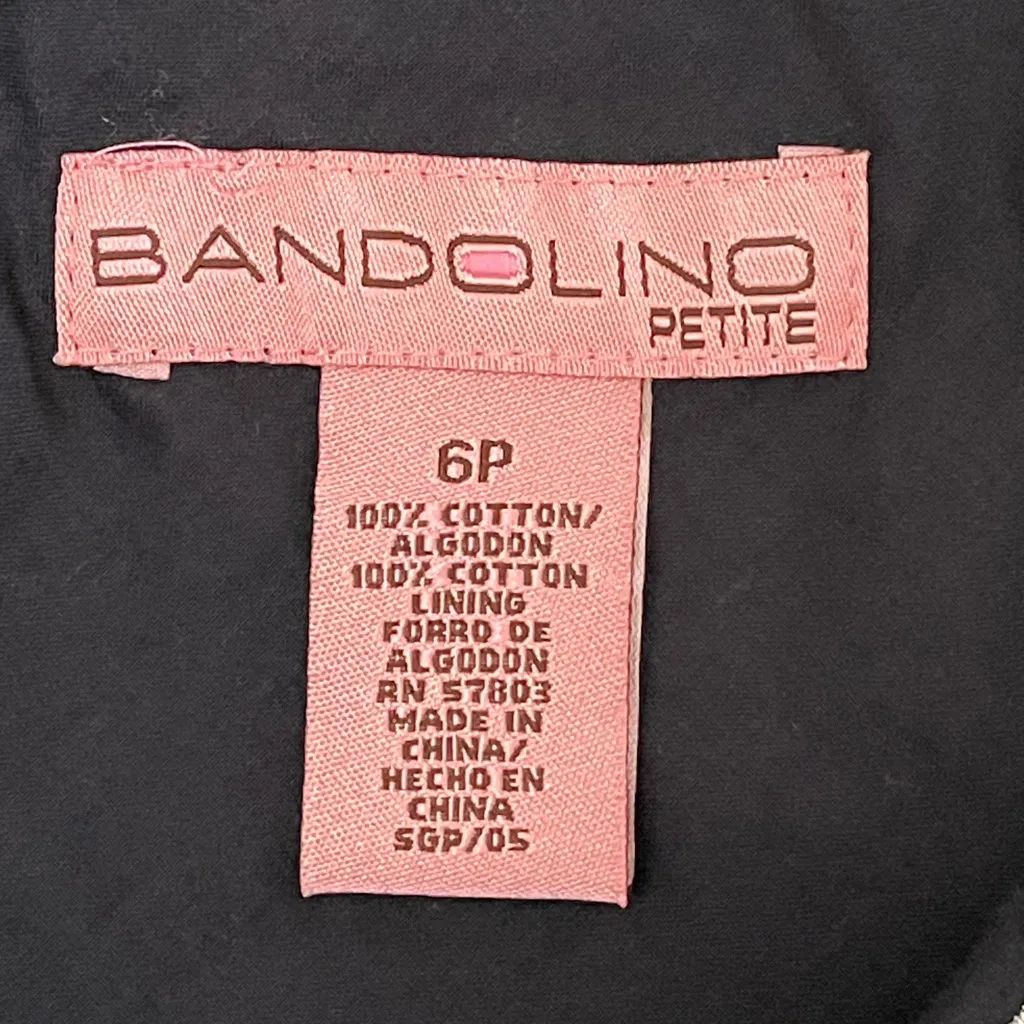 BANDOLINO
PETITE
6P
100% COTTON/
ALGODON
100% COTTON
LINING
FORRO DE
ALGODON
RN 57803
MADE IN
CHINA/
HECHO EN
CHINA
SGP/05